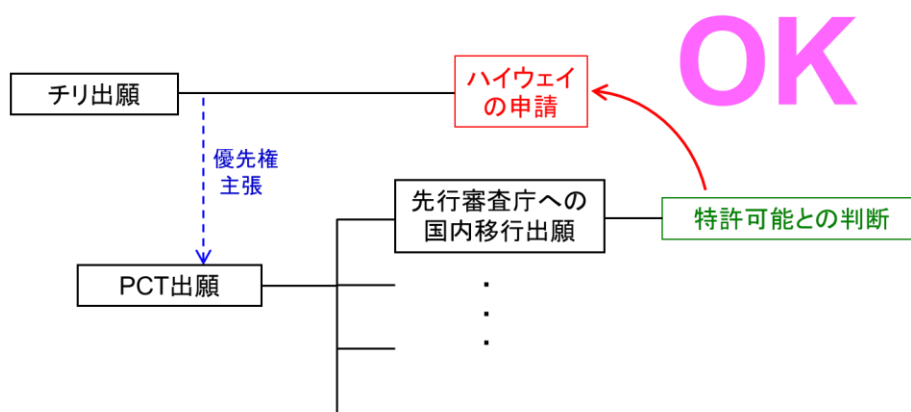 OK
チリ出願
ハイウェイ
の申請
優先権
主張
先行審査庁への
国内移行出願
特許可能との判断
PCT出願